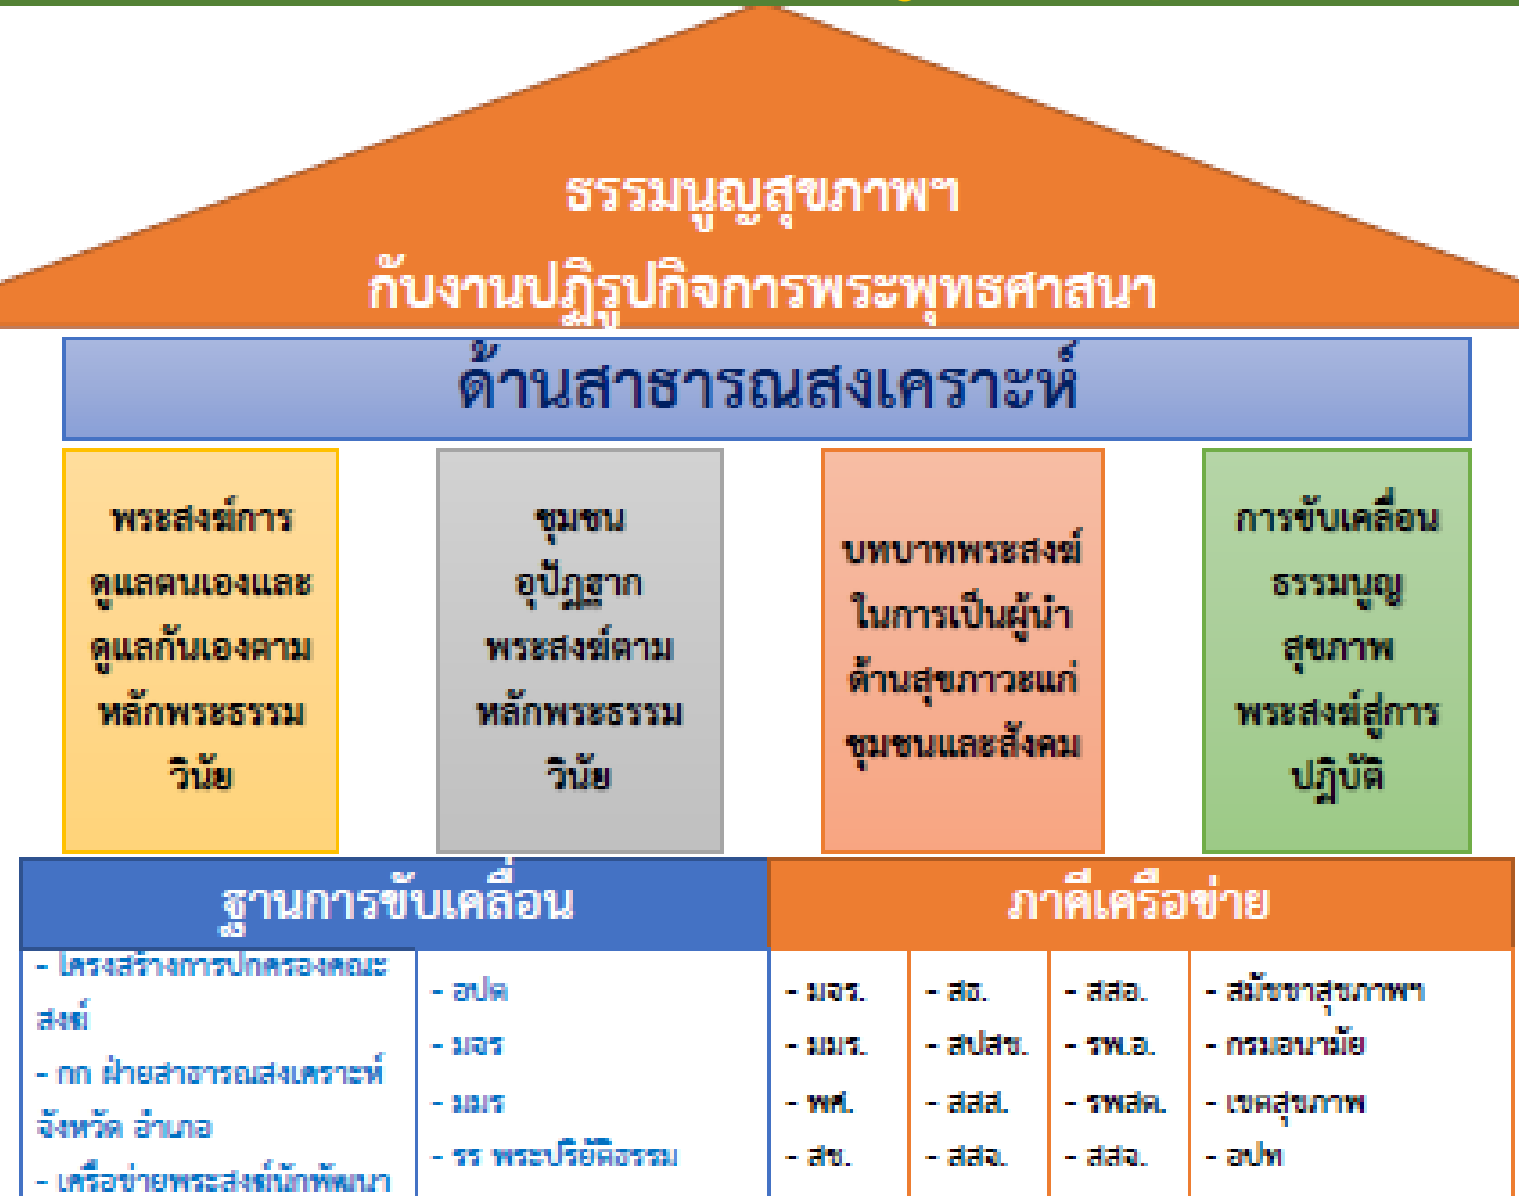 ธรรมนูญสุขภาพฯ
กับงานปฏิรูปกิจการพระพุทธศาสนา
ด้านสาธารณสงเคราะห์
พระสงฆ์การ
ดูแลตนเองและ
ดูแลกันเองตาม
หลักพระธรรม
วินัย
ชุมชน
อุปัฏฐาก
พระสงฆ์ตาม
หลักพระธรรม
วินัย
บทบาทพระสงฆ์
ในการเป็นผู้นำ
ด้านสุขภาวะแก่
ชุมชนและสังคม
การขับเคลื่อน
ธรรมนูญ
สุขภาพ
พระสงฆ์สู่การ
ปฏิบัติ
ฐานการขับเคลื่อน
- โครงสร้างการปกครองคณะ
สงฆ์
- กก ฝ่ายสาธารณสงเคราะห์
จังหวัด อำเภอ
- เครือข่ายพระสงฆ์นักพัฒนา
- อปต
- มจร
- มมร
- รร พระปริยัติธรรม
ภาคีเครือข่าย
- มจร.
- มมร.
- พศ.
- สช.
- สธ.
- สปสช.
- สสส.
- สสจ.
- สสอ.
- รพ.อ.
- รพสต.
- สสจ.
- สมัชชาสุขภาพฯ
- กรมอนามัย
- เขตสุขภาพ
- อปท